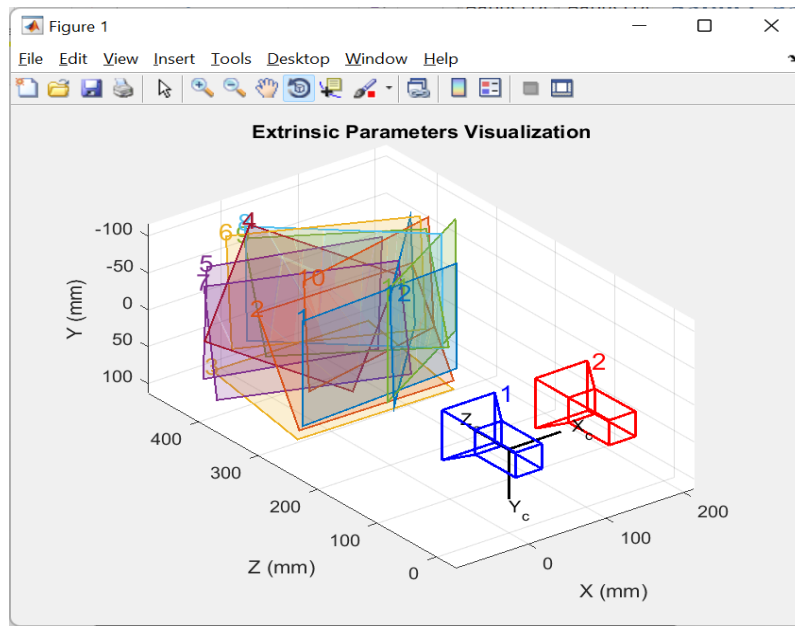 Figure 1
File Edit View Insert Tools Desktop Window Help
Extrinsic Parameters Visualization
-100
-50
0
50
100
Y (mm)
400
300
200
100
0
Z (mm)
0
100
200
X (mm)
6
8
4
5
7
10
2
12
1
3
1
2
Z
X c
Y c